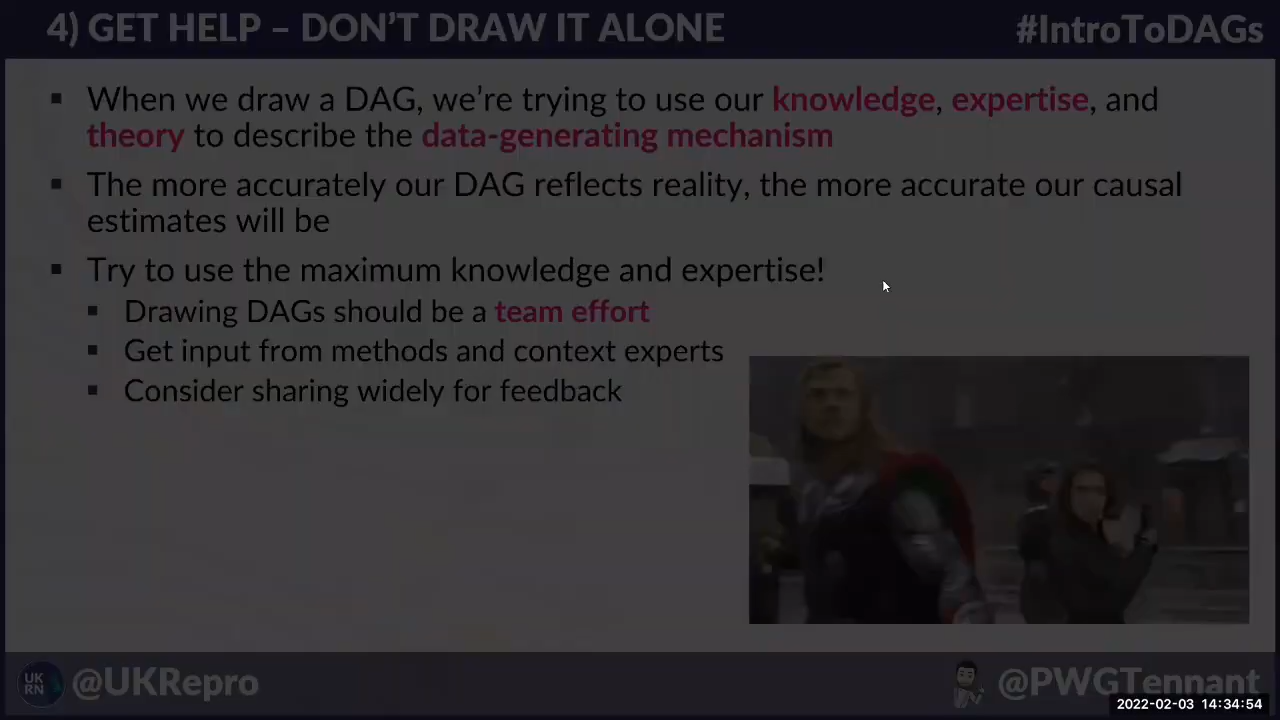 4) GET HELP – DON’T DRAW IT ALONE
#IntroToDAGs
▪ When we draw a DAG, we’re trying to use our knowledge, expertise, and
theory to describe the data-generating mechanism
▪ The more accurately our DAG reflects reality, the more accurate our causal
estimates will be
▪ Try to use the maximum knowledge and expertise!
▪ Drawing DAGs should be a team effort
▪ Get input from methods and context experts
▪ Consider sharing widely for feedback
UK
RN
@UKRepro
@PWGTennant
2022-02-03 14:34:54